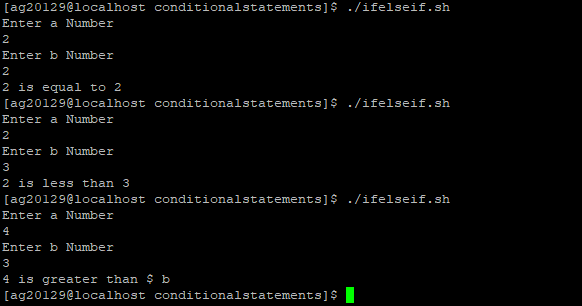 [ag20129@localhost conditionalstatements]$ ./ifelseif.sh
Enter a Number
2
Enter b Number
2
2 is equal to 2
[ag20129@localhost conditionalstatements]$ ./ifelseif.sh
Enter a Number
2
Enter b Number
3
2 is less than 3
[ag20129@localhost conditionalstatements]$ ./ifelseif.sh
Enter a Number
4
Enter b Number
3
4 is greater than $ b
[ag20129@localhost conditionalstatements]$